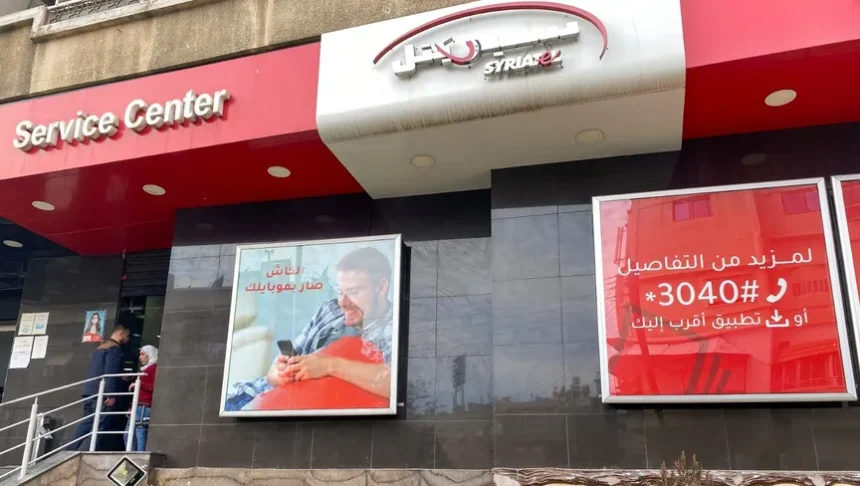 Service Center
سيريتل
SYRIATEL
الكاش
صار بموبايلك
لمزيد من التفاصيل
*3040#
أو تطبيق أقرب إليك